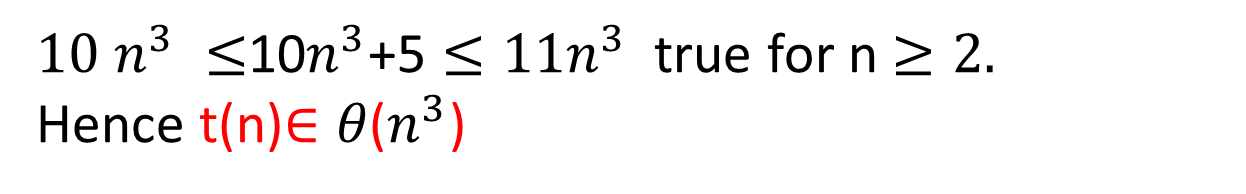 10 n³ ≤10n³+5 ≤ 11n³ true for n ≥ 2.
Hence t(n)∈ θ(n³)